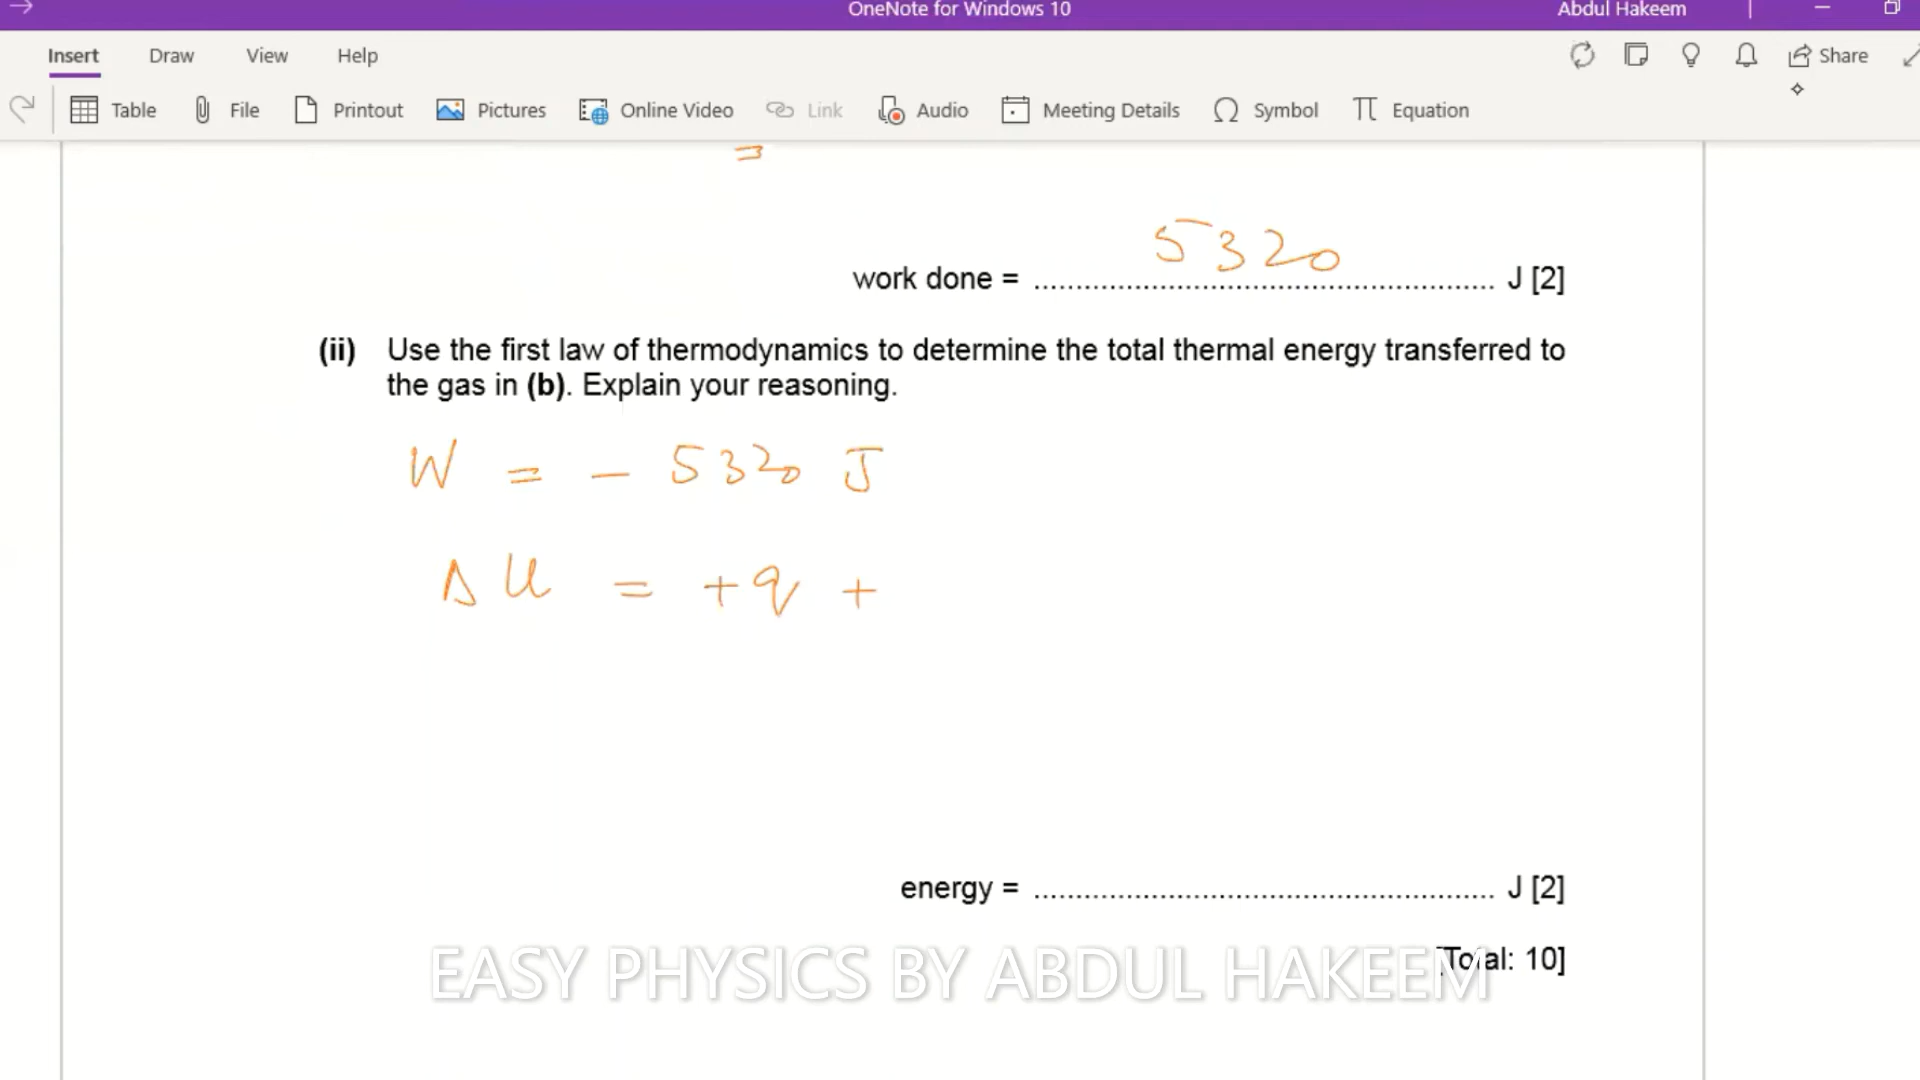 OneNote for Windows 10
Abdul Hakeem
Insert Draw View Help
Share
Table File Printout Pictures Online Video Link Audio Meeting Details Symbol Equation
=
5320
work done = ........................................................ J [2]
(ii) Use the first law of thermodynamics to determine the total thermal energy transferred to
the gas in (b). Explain your reasoning.
W = - 5320 J
Δ U = +q +
energy = ........................................................ J [2]
[Total: 10]
EASY PHYSICS BY ABDUL HAKEEM